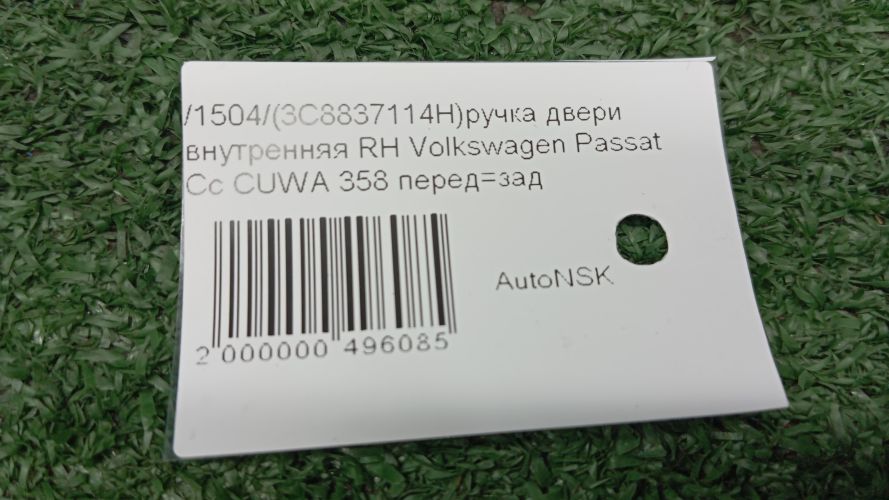 /1504/(3C8837114H)ручка двери
внутренняя RH Volkswagen Passat
Cc CUWA 358 перед=зад
AutoNSK
2 000000 496085